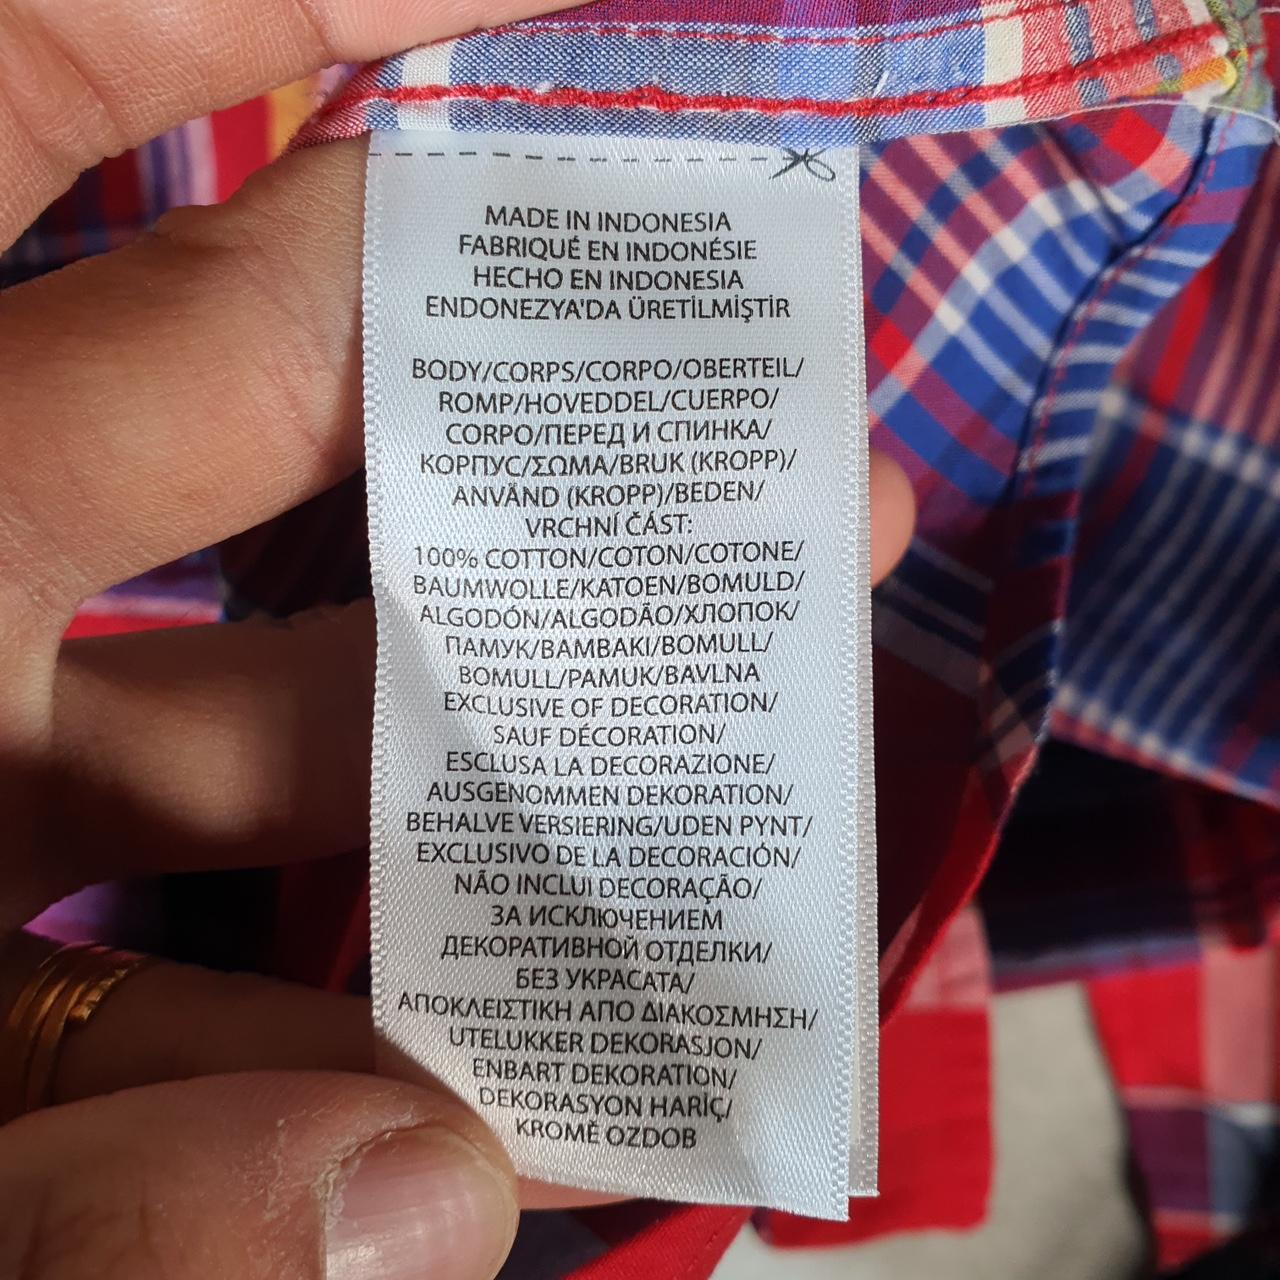 MADE IN INDONESIA
FABRIQUÉ EN INDONÉSIE
HECHO EN INDONESIA
ENDONEZYA'DA ÜRETİLMİŞTİR
BODY/CORPS/CORPO/OBERTEIL/
ROMP/HOVEDDEL/CUERPO/
CORPO/ПЕРЕД И СПИНКА/
КОРПУС/ΣΩΜΑ/BRUK (KROPP)/
ANVÄND (KROPP)/BEDEN/
VRCHNÍ ČÁST:
100% COTTON/COTON/COTONE/
BAUMWOLLE/KATOEN/BOMULD/
ALGODÓN/ALGODÃO/ХЛОПОК/
ПАМУК/BAMBAKI/BOMULL/
BOMULL/PAMUK/BAVLNA
EXCLUSIVE OF DECORATION/
SAUF DÉCORATION/
ESCLUSA LA DECORAZIONE/
AUSGENOMMEN DEKORATION/
BEHALVE VERSIERING/UDEN PYNT/
EXCLUSIVO DE LA DECORACIÓN/
NÃO INCLUI DECORAÇÃO/
ЗА ИСКЛЮЧЕНИЕМ
ДЕКОРАТИВНОЙ ОТДЕЛКИ/
БЕЗ УКРАСАТА/
ΑΠΟΚΛΕΙΣΤΙΚΗ ΑΠΟ ΔΙΑΚΟΣΜΗΣΗ/
UTELUKKER DEKORASJON/
ENBART DEKORATION/
DEKORASYON HARİÇ/
KROMĚ OZDOB